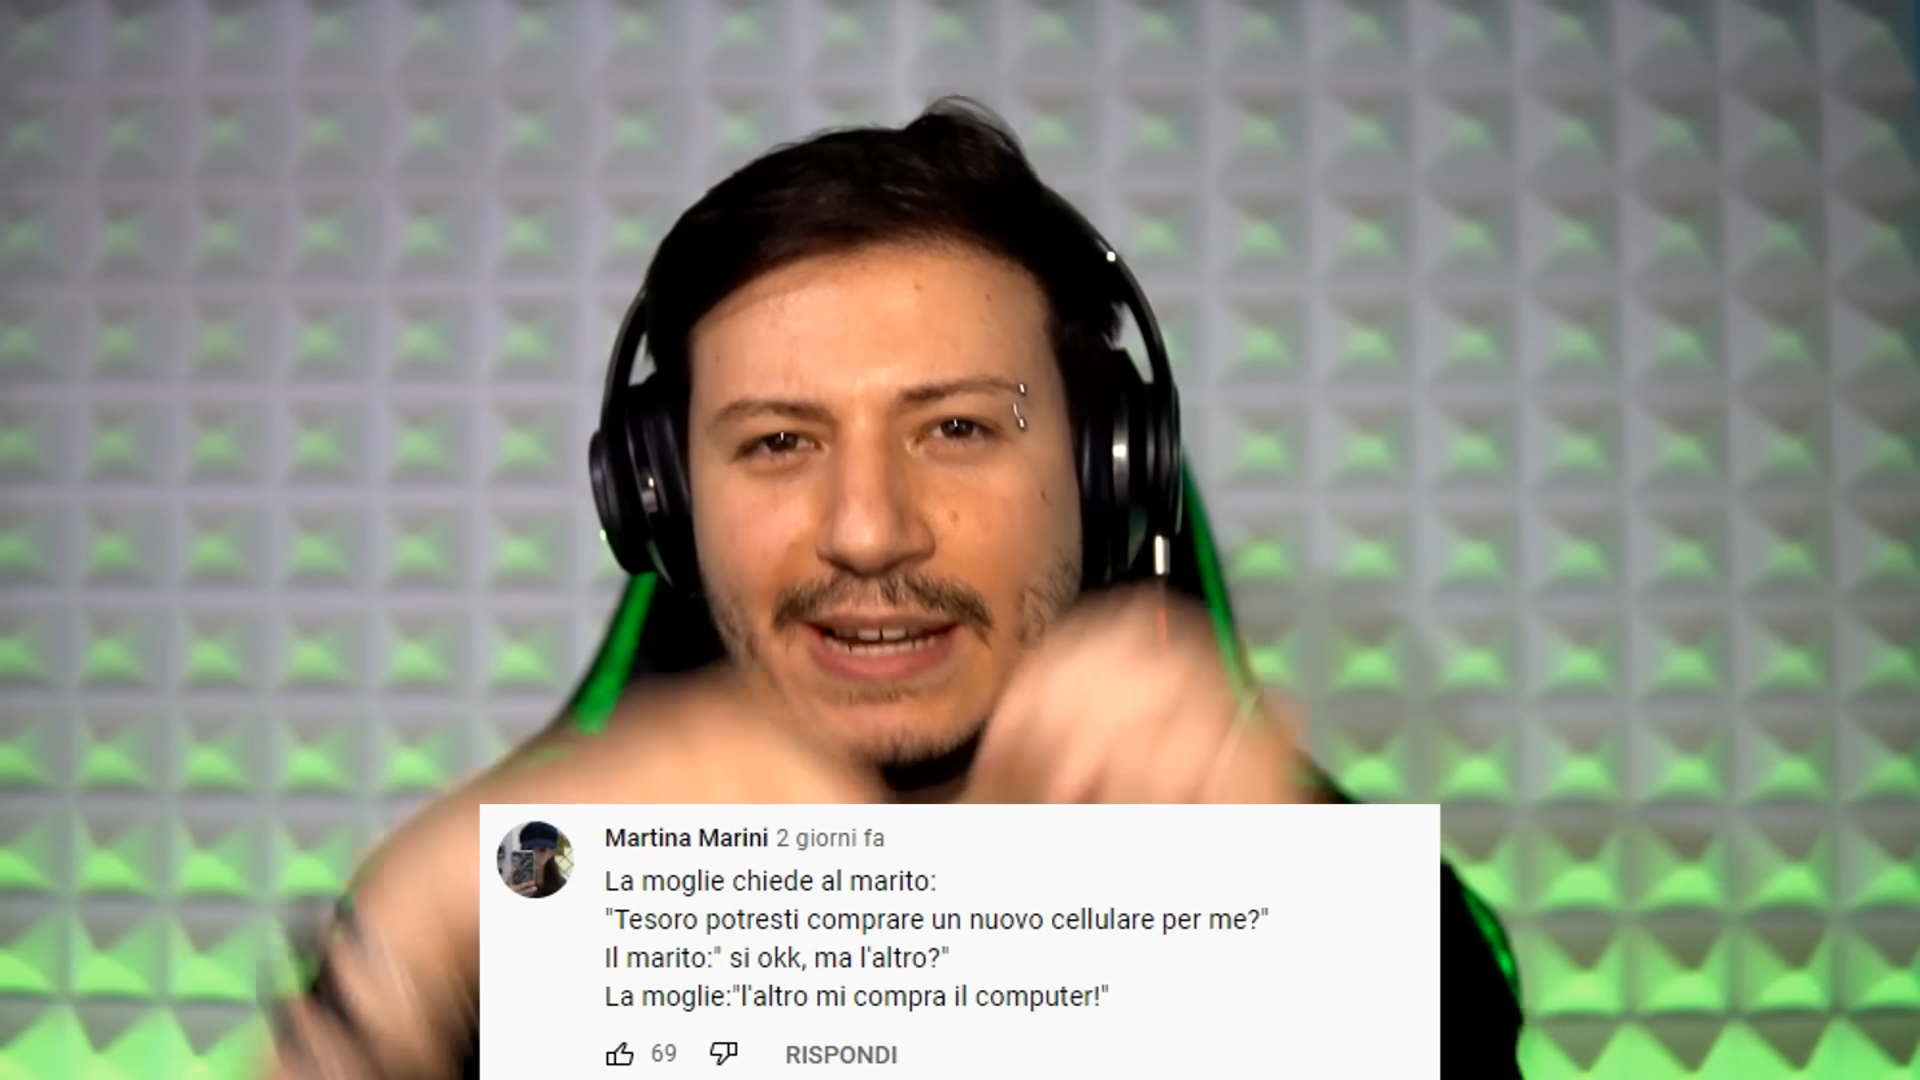 Martina Marini 2 giorni fa
La moglie chiede al marito:
"Tesoro potresti comprare un nuovo cellulare per me?"
Il marito:" si okk, ma l'altro?"
La moglie:"l'altro mi compra il computer!"
69 RISPONDI